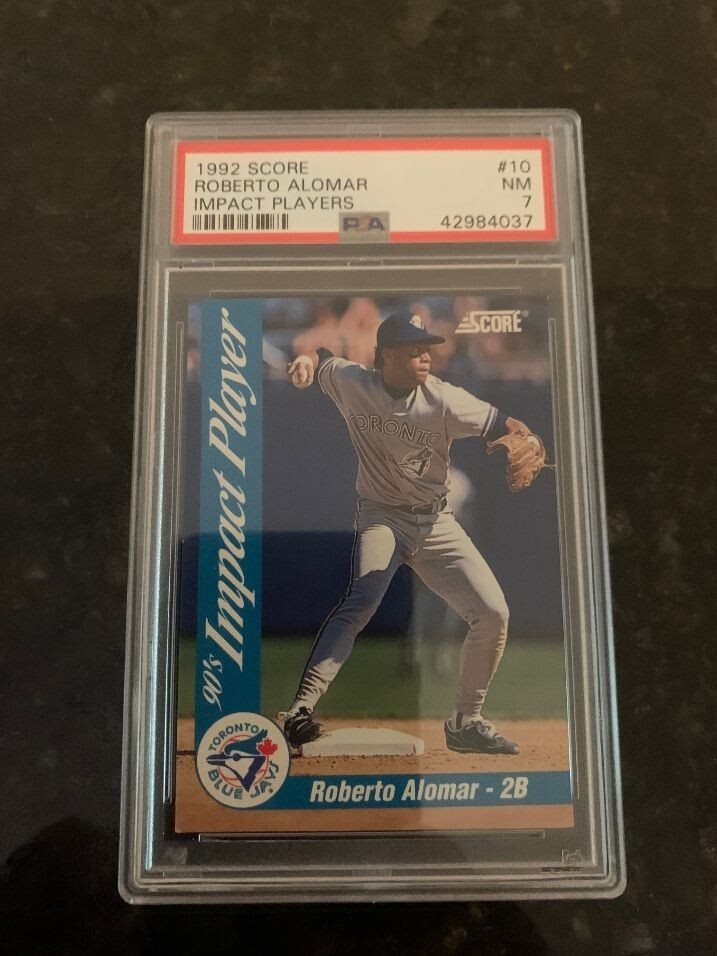 1992 SCORE #10
ROBERTO ALOMAR NM
IMPACT PLAYERS 7
PSA 42984037
SCORE®
90's Impact Player
TORONTO
TORONTO
BLUE JAYS
Roberto Alomar - 2B